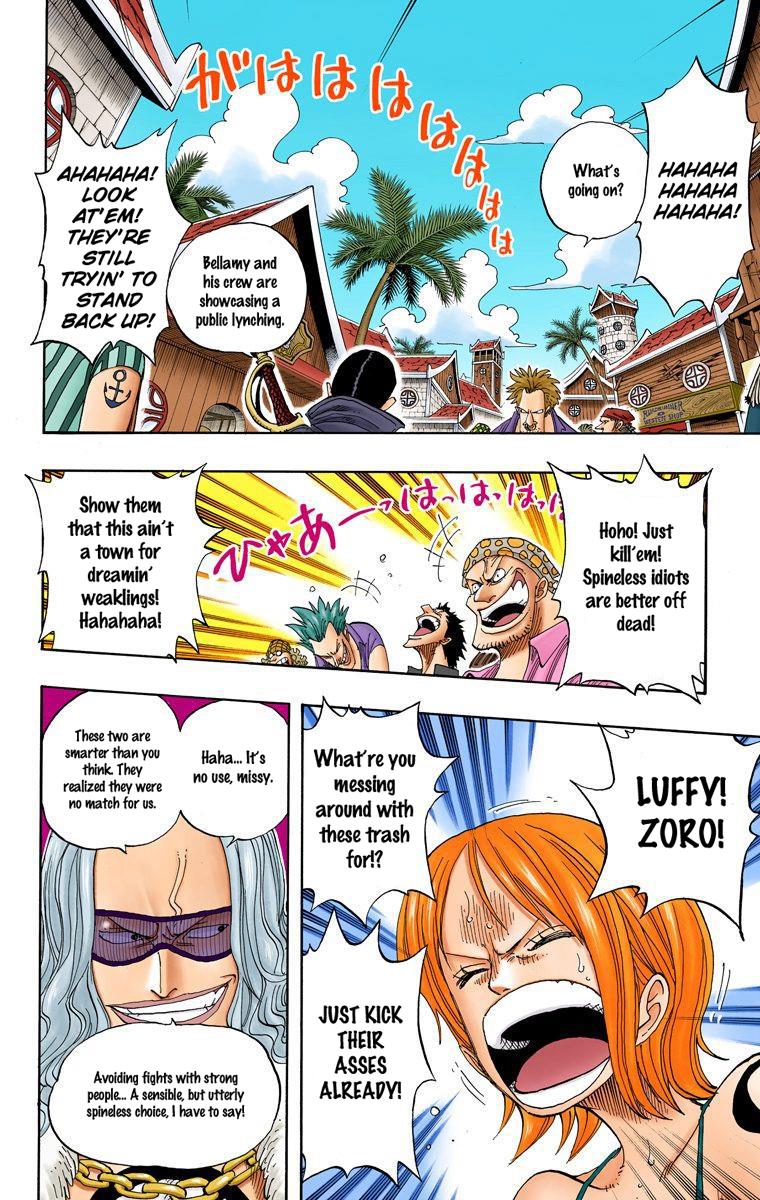 HAHAHA
HAHAHA
HAHAHA!
What's
going on?
がはははははははは
Bellamy and
his crew are
showcasing a
public lynching.
AHAHAHA!
LOOK
AT'EM!
THEY'RE
STILL
TRYIN' TO
STAND
BACK UP!
Hoho! Just
kill'em!
Spineless idiots
are better off
dead!
ひゃあーっはっはっはっは
Show them
that this ain't
a town for
dreamin'
weaklings!
Hahahaha!
LUFFY!
ZORO!
What're you
messing
around with
these trash
for!?
JUST KICK
THEIR
ASSES
ALREADY!
Haha... It's
no use, missy.
These two are
smarter than you
think. They
realized they were
no match for us.
Avoiding fights with strong
people... A sensible, but utterly
spineless choice, I have to say!